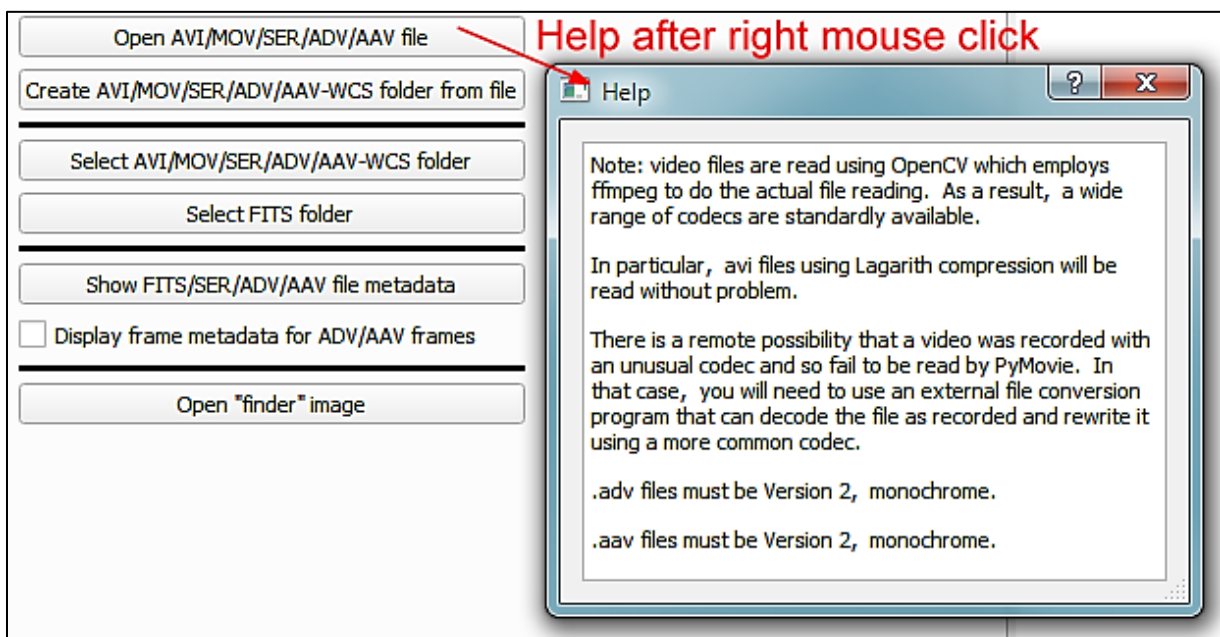 Open AVI/MOV/SER/ADV/AAV file
Create AVI/MOV/SER/ADV/AAV-WCS folder from file
Select AVI/MOV/SER/ADV/AAV-WCS folder
Select FITS folder
Show FITS/SER/ADV/AAV file metadata
Display frame metadata for ADV/AAV frames
Open "finder" image
Help after right mouse click
Help
?
X
Note: video files are read using OpenCV which employs
ffmpeg to do the actual file reading. As a result, a wide
range of codecs are standardly available.
In particular, avi files using Lagarith compression will be
read without problem.
There is a remote possibility that a video was recorded with
an unusual codec and so fail to be read by PyMovie. In
that case, you will need to use an external file conversion
program that can decode the file as recorded and rewrite it
using a more common codec.
.adv files must be Version 2, monochrome.
.aav files must be Version 2, monochrome.